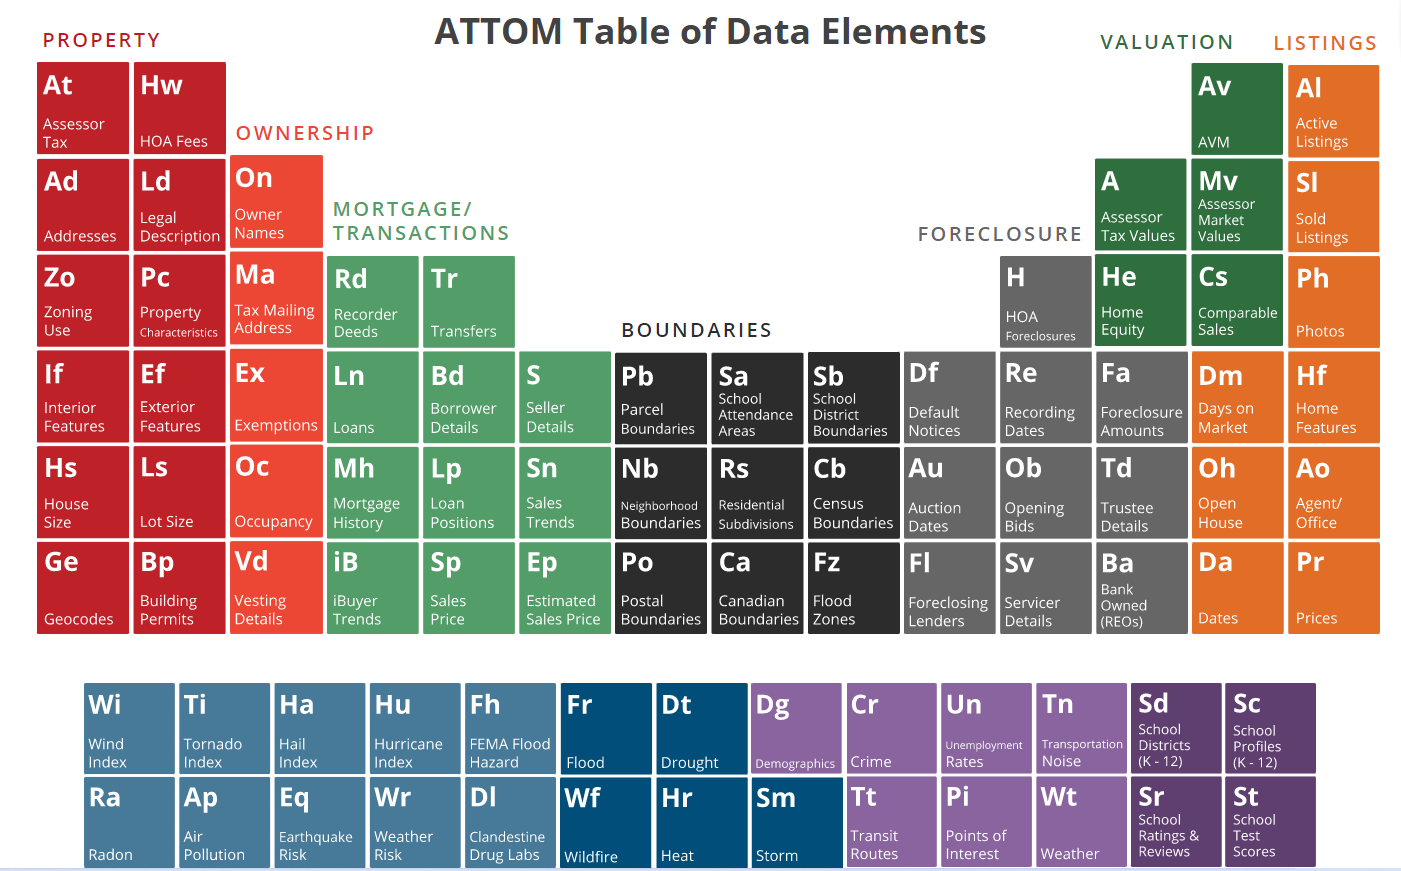 ATTOM Table of Data Elements
PROPERTY
VALUATION
LISTINGS
OWNERSHIP
MORTGAGE/
TRANSACTIONS
FORECLOSURE
BOUNDARIES
At
Assessor
Tax
Hw
HOA Fees
Av
AVM
Al
Active
Listings
Ad
Addresses
Ld
Legal
Description
On
Owner
Names
A
Assessor
Tax Values
Mv
Assessor
Market
Values
Sl
Sold
Listings
Zo
Zoning
Use
Pc
Property
Characteristics
Ma
Tax Mailing
Address
Rd
Recorder
Deeds
Tr
Transfers
H
HOA
Foreclosures
He
Home
Equity
Cs
Comparable
Sales
Ph
Photos
If
Interior
Features
Ef
Exterior
Features
Ex
Exemptions
Ln
Loans
Bd
Borrower
Details
S
Seller
Details
Pb
Parcel
Boundaries
Sa
School
Attendance
Areas
Sb
School
District
Boundaries
Df
Default
Notices
Re
Recording
Dates
Fa
Foreclosure
Amounts
Dm
Days on
Market
Hf
Home
Features
Hs
House
Size
Ls
Lot Size
Oc
Occupancy
Mh
Mortgage
History
Lp
Loan
Positions
Sn
Sales
Trends
Nb
Neighborhood
Boundaries
Rs
Residential
Subdivisions
Cb
Census
Boundaries
Au
Auction
Dates
Ob
Opening
Bids
Td
Trustee
Details
Oh
Open
House
Ao
Agent/
Office
Ge
Geocodes
Bp
Building
Permits
Vd
Vesting
Details
iB
iBuyer
Trends
Sp
Sales
Price
Ep
Estimated
Sales Price
Po
Postal
Boundaries
Ca
Canadian
Boundaries
Fz
Flood
Zones
Fl
Foreclosing
Lenders
Sv
Servicer
Details
Ba
Bank
Owned
(REOs)
Da
Dates
Pr
Prices
Wi
Wind
Index
Ti
Tornado
Index
Ha
Hail
Index
Hu
Hurricane
Index
Fh
FEMA Flood
Hazard
Fr
Flood
Dt
Drought
Dg
Demographics
Cr
Crime
Un
Unemployment
Rates
Tn
Transportation
Noise
Sd
School
Districts
(K - 12)
Sc
School
Profiles
(K - 12)
Ra
Radon
Ap
Air
Pollution
Eq
Earthquake
Risk
Wr
Weather
Risk
Dl
Clandestine
Drug Labs
Wf
Wildfire
Hr
Heat
Sm
Storm
Tt
Transit
Routes
Pi
Points of
Interest
Wt
Weather
Sr
School
Ratings &
Reviews
St
School
Test
Scores